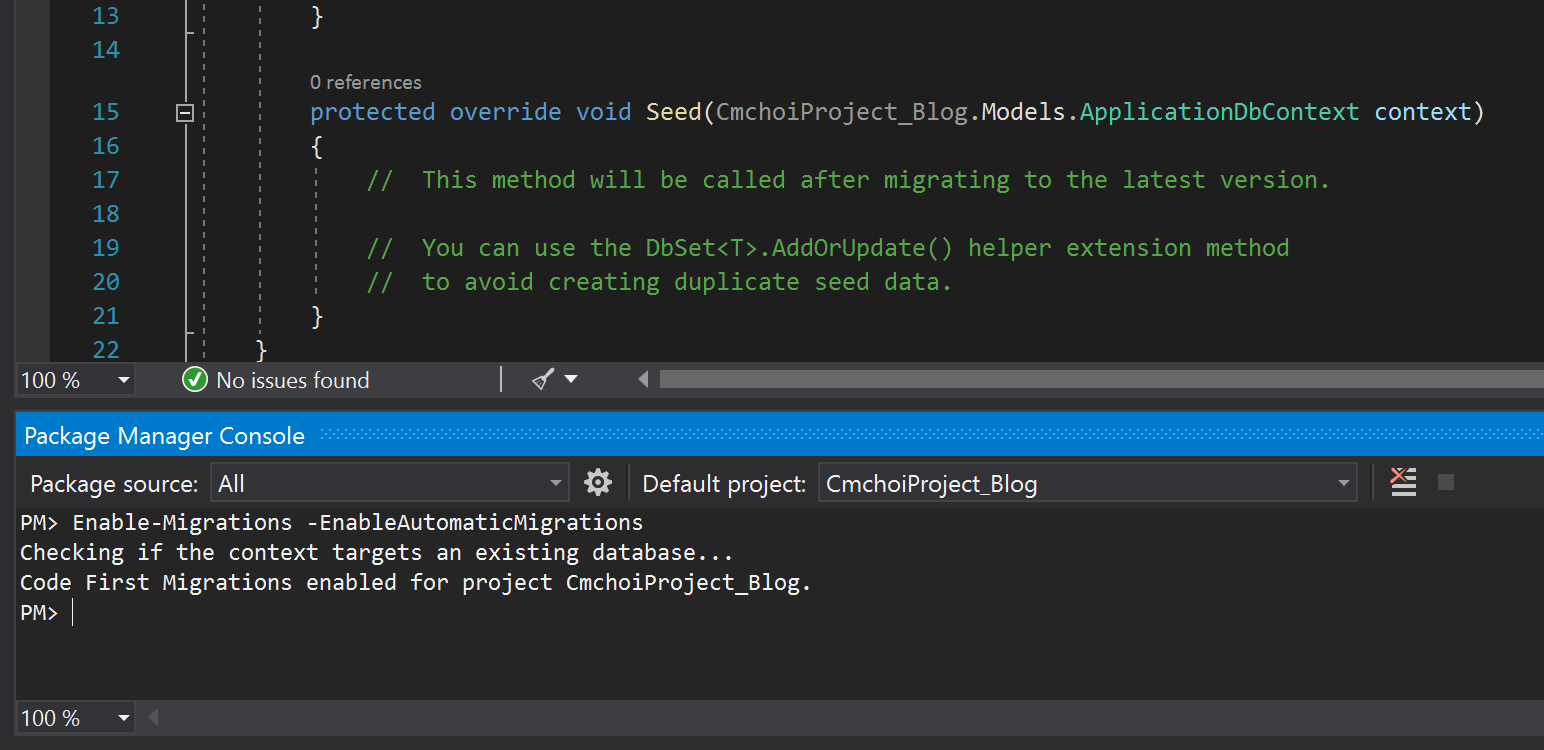 13 }
14
0 references
15 protected override void Seed(CmchoiProject_Blog.Models.ApplicationDbContext context)
16 {
17 // This method will be called after migrating to the latest version.
18
19 // You can use the DbSet<T>.AddOrUpdate() helper extension method
20 // to avoid creating duplicate seed data.
21 }
22 }
100 % No issues found
Package Manager Console
Package source: All Default project: CmchoiProject_Blog
PM> Enable-Migrations -EnableAutomaticMigrations
Checking if the context targets an existing database...
Code First Migrations enabled for project CmchoiProject_Blog.
PM>
100 %